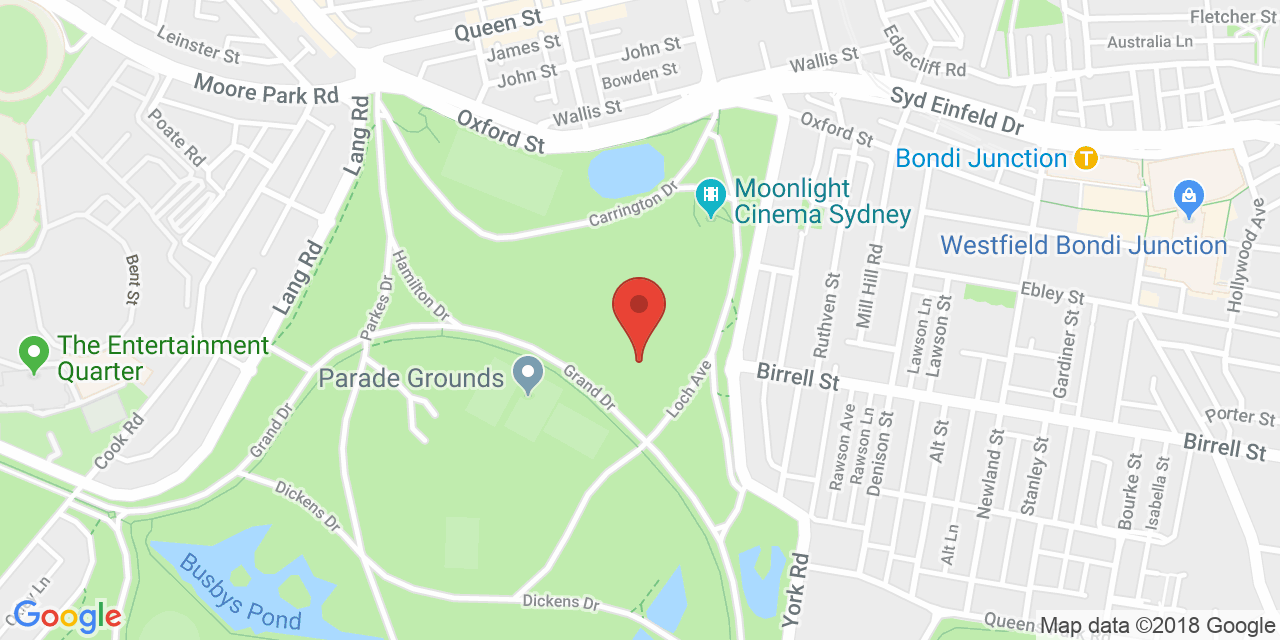 Queen St
Fletcher St
Leinster St
James St
John St
Edgecliff Rd
Australia Ln
Wallis St
John St
Bowden St
Moore Park Rd
Syd Einfeld Dr
Wallis St
Poate Rd
Lang Rd
Oxford St
Oxford St
Bondi Junction
Moonlight
Cinema Sydney
Carrington Dr
Westfield Bondi Junction
Hollywood Ave
Bent St
Lang Rd
Hamilton Dr
Parkes Dr
Mill Hill Rd
Ruthven St
Ebley St
Lawson Ln
Lawson St
Gardiner St
The Entertainment
Quarter
Parade Grounds
Grand Dr
Loch Ave
Birrell St
Porter St
Birrell St
Grand Dr
Cook Rd
Rawson Ave
Rawson Ln
Denison St
Alt St
Newland St
Stanley St
Bourke St
Isabella St
Dickens Dr
Alt Ln
Busbys Pond
York Rd
Dickens Dr
Google
Map data ©2018 Google